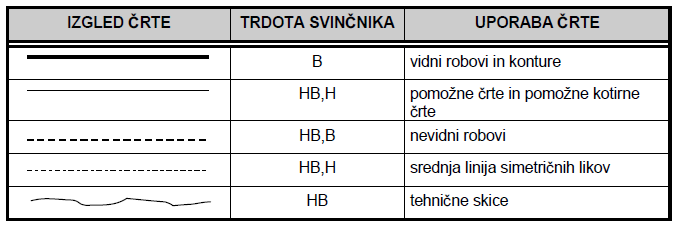 IZGLED ČRTE TRDOTA SVINČNIKA UPORABA ČRTE
B vidni robovi in konture
HB,H pomožne črte in pomožne kotirne
črte
HB,B nevidni robovi
HB,H srednja linija simetričnih likov
HB tehnične skice